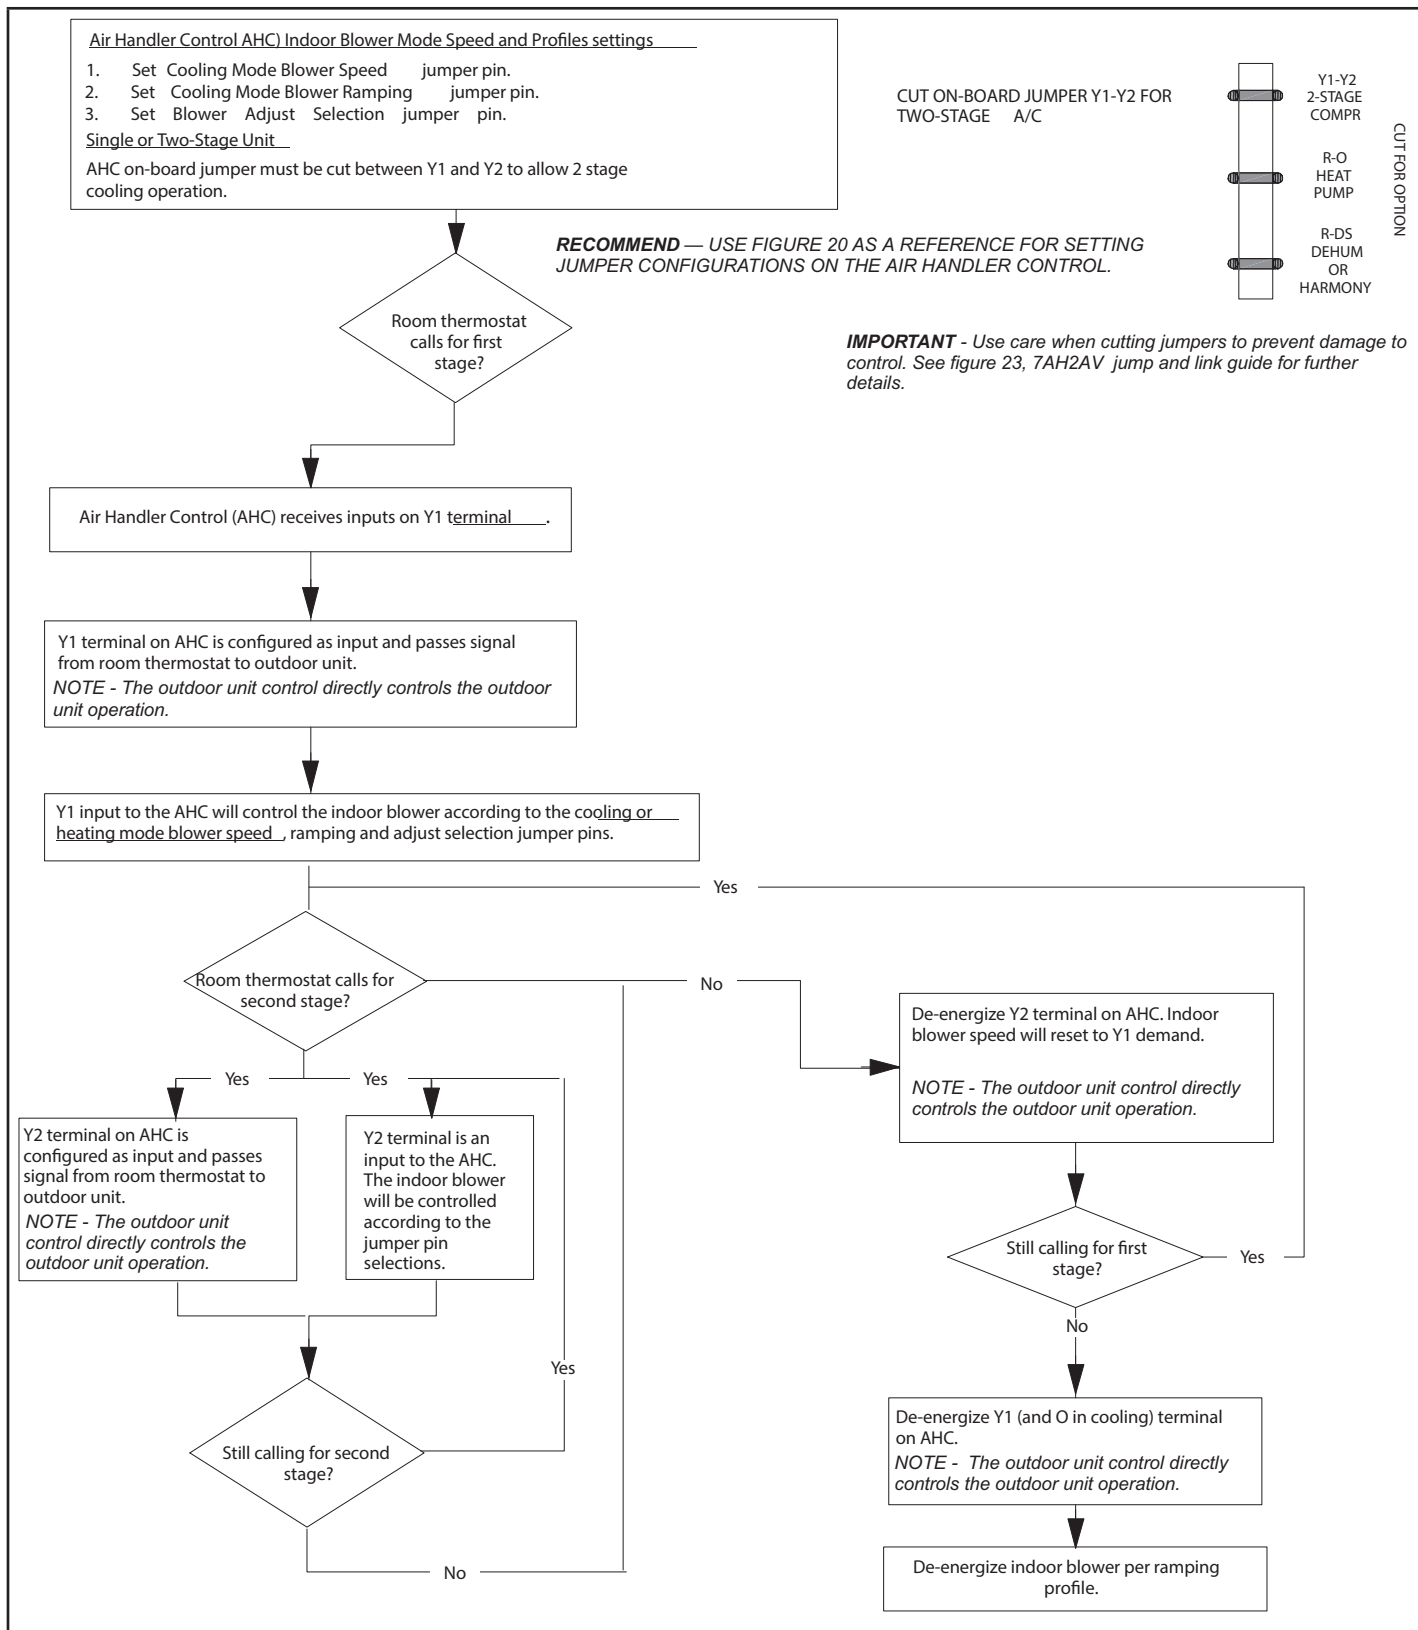 Air Handler Control AHC) Indoor Blower Mode Speed and Profiles settings
1. Set Cooling Mode Blower Speed jumper pin.
2. Set Cooling Mode Blower Ramping jumper pin.
3. Set Blower Adjust Selection jumper pin.
Single or Two-Stage Unit
AHC on-board jumper must be cut between Y1 and Y2 to allow 2 stage
cooling operation.
CUT ON-BOARD JUMPER Y1-Y2 FOR
TWO-STAGE A/C
Y1-Y2
2-STAGE
COMPR
R-O
HEAT
PUMP
R-DS
DEHUM
OR
HARMONY
CUT FOR OPTION
RECOMMEND — USE FIGURE 20 AS A REFERENCE FOR SETTING
JUMPER CONFIGURATIONS ON THE AIR HANDLER CONTROL.
IMPORTANT - Use care when cutting jumpers to prevent damage to
control. See figure 23, 7AH2AV jump and link guide for further
details.
Room thermostat
calls for first
stage?
Air Handler Control (AHC) receives inputs on Y1 terminal .
Y1 terminal on AHC is configured as input and passes signal
from room thermostat to outdoor unit.
NOTE - The outdoor unit control directly controls the outdoor
unit operation.
Y1 input to the AHC will control the indoor blower according to the cooling or
heating mode blower speed , ramping and adjust selection jumper pins.
Yes
Room thermostat calls for
second stage?
No
De-energize Y2 terminal on AHC. Indoor
blower speed will reset to Y1 demand.
NOTE - The outdoor unit control directly
controls the outdoor unit operation.
Yes
Yes
Y2 terminal on AHC is
configured as input and passes
signal from room thermostat to
outdoor unit.
NOTE - The outdoor unit
control directly controls the
outdoor unit operation.
Y2 terminal is an
input to the AHC.
The indoor blower
will be controlled
according to the
jumper pin
selections.
Still calling for first
stage?
Yes
No
Yes
Still calling for second
stage?
No
De-energize Y1 (and O in cooling) terminal
on AHC.
NOTE - The outdoor unit control directly
controls the outdoor unit operation.
De-energize indoor blower per ramping
profile.